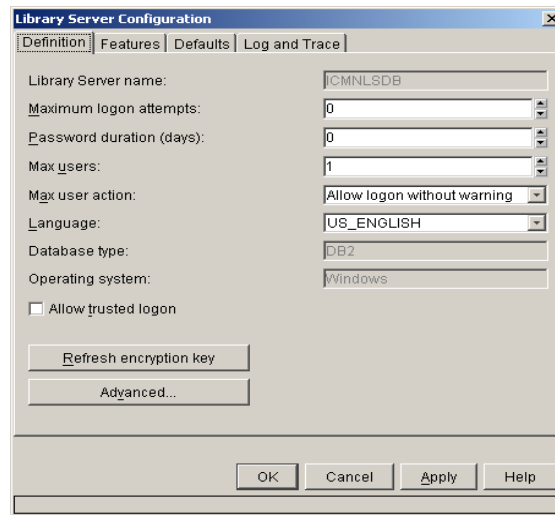 Library Server Configuration
Definition Features Defaults Log and Trace
Library Server name: ICMNLSDB
Maximum logon attempts: 0
Password duration (days): 0
Max users: 1
Max user action: Allow logon without warning
Language: US_ENGLISH
Database type: DB2
Operating system: Windows
Allow trusted logon
Refresh encryption key
Advanced...
OK Cancel Apply Help